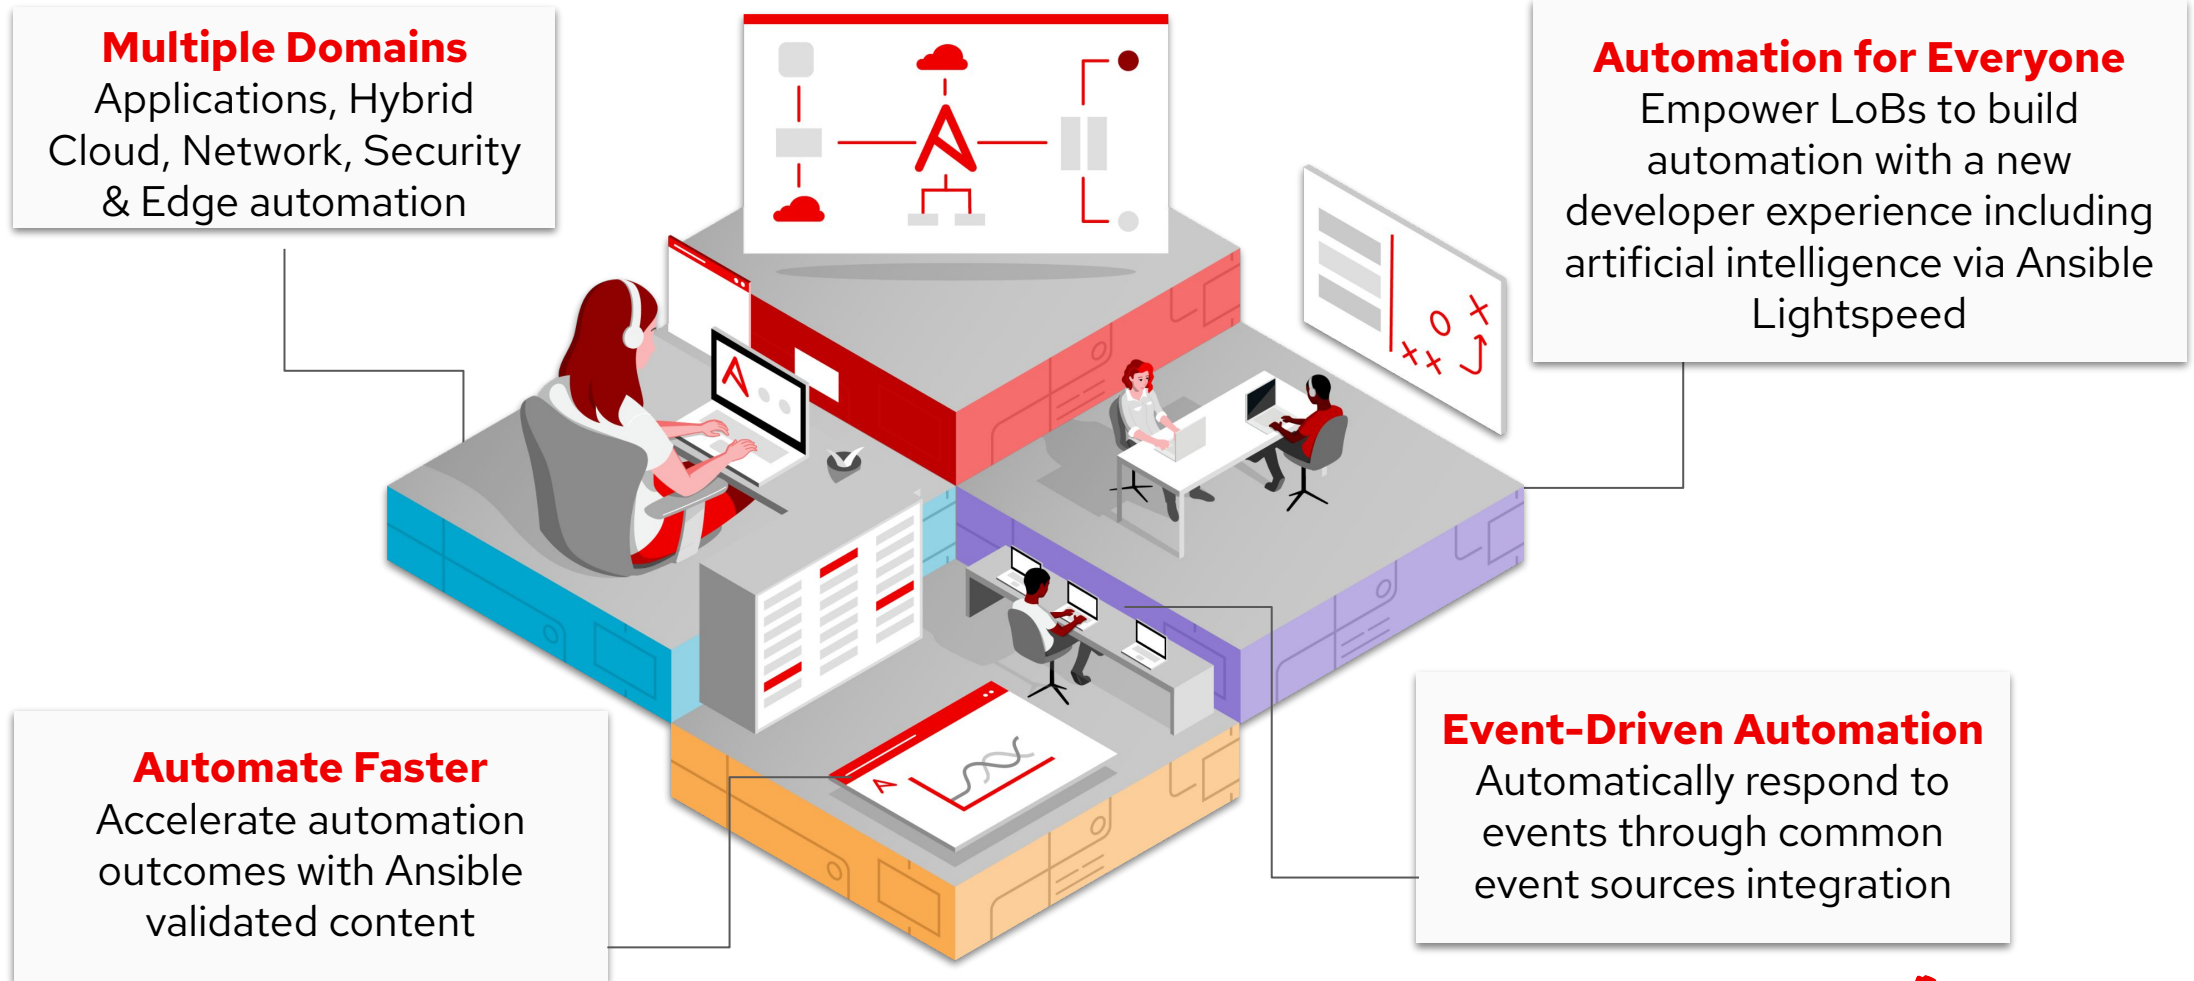 Multiple Domains
Applications, Hybrid
Cloud, Network, Security
& Edge automation
Automation for Everyone
Empower LoBs to build
automation with a new
developer experience including
artificial intelligence via Ansible
Lightspeed
Automate Faster
Accelerate automation
outcomes with Ansible
validated content
Event-Driven Automation
Automatically respond to
events through common
event sources integration